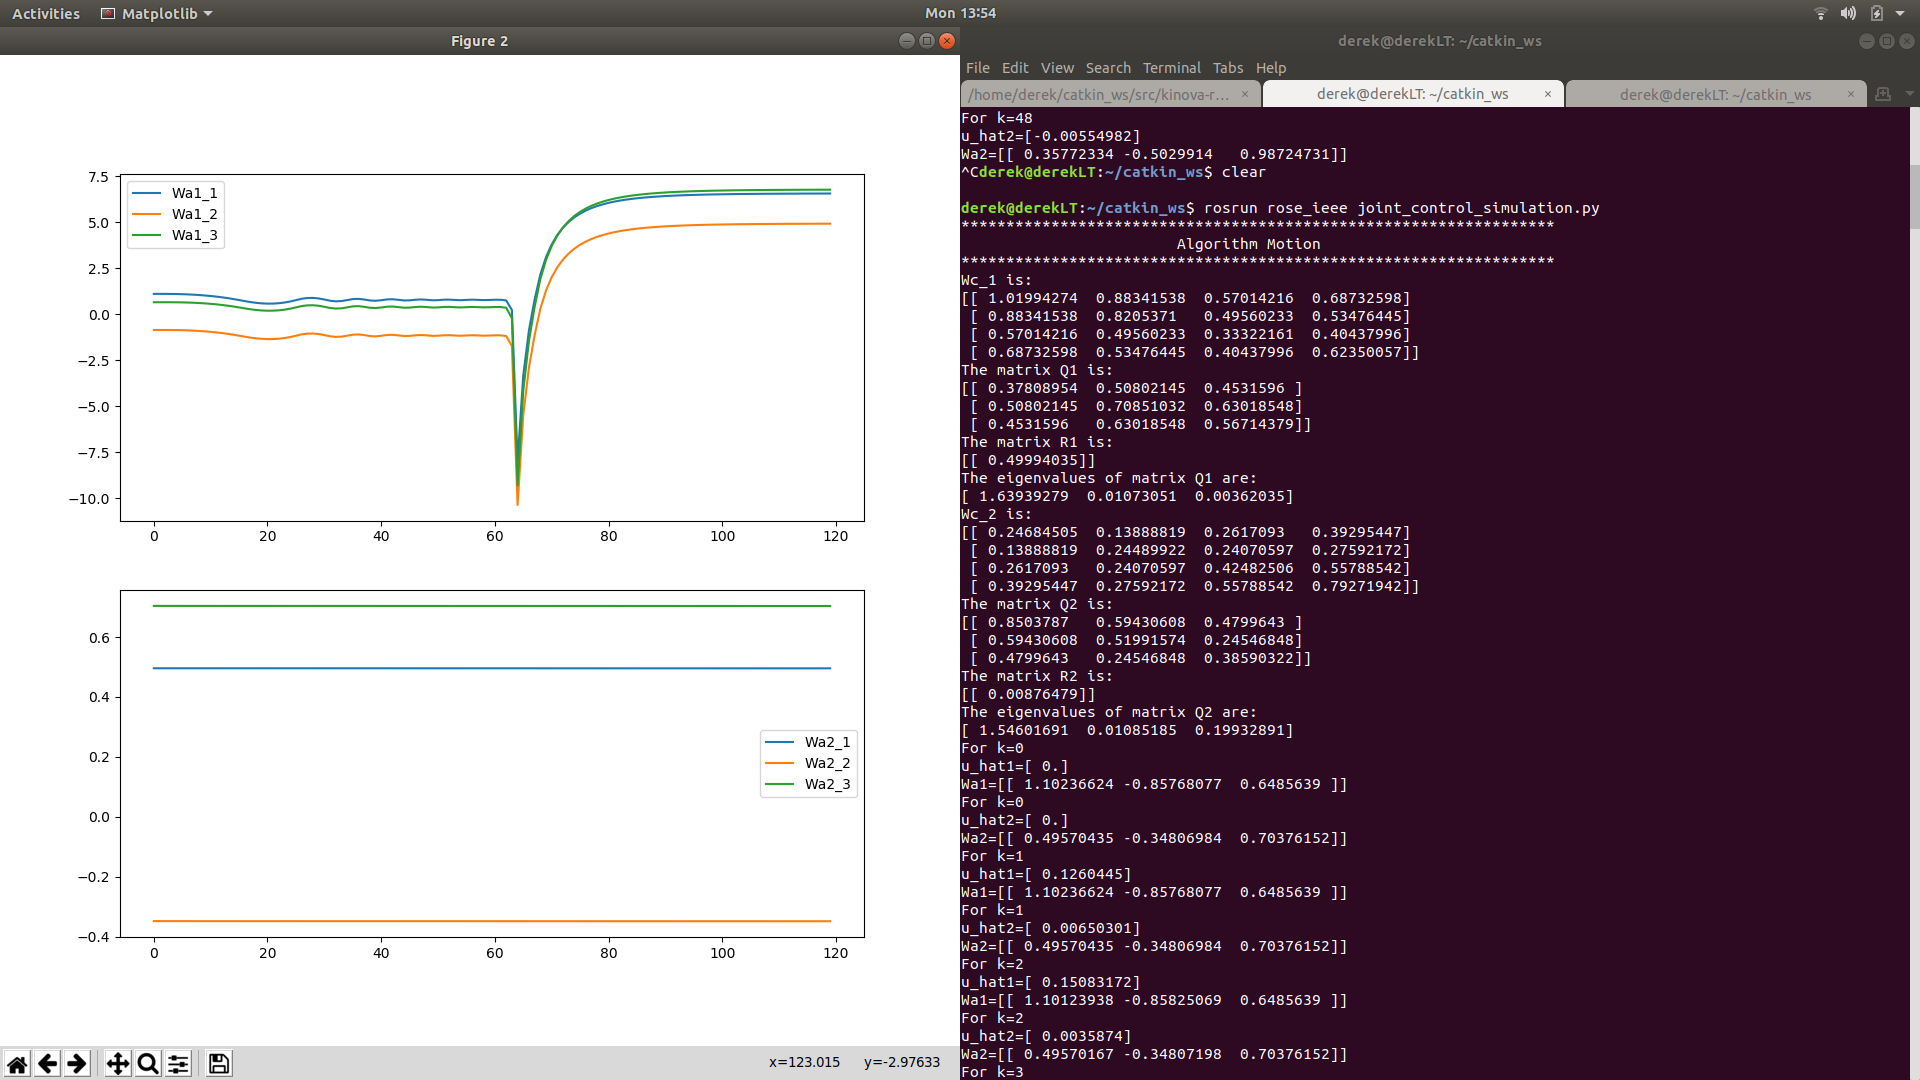 Activities Matplotlib Mon 13:54
Figure 2
7.5
5.0
2.5
0.0
−2.5
−5.0
−7.5
−10.0
Wa1_1
Wa1_2
Wa1_3
0 20 40 60 80 100 120
0.6
0.4
0.2
0.0
−0.2
−0.4
Wa2_1
Wa2_2
Wa2_3
0 20 40 60 80 100 120
x=123.015 y=-2.97633
derek@derekLT: ~/catkin_ws
File Edit View Search Terminal Tabs Help
/home/derek/catkin_ws/src/kinova-r… × derek@derekLT: ~/catkin_ws × derek@derekLT: ~/catkin_ws ×
For k=48
u_hat2=[-0.00554982]
Wa2=[[ 0.35772334 -0.5029914   0.98724731]]
^Cderek@derekLT:~/catkin_ws$ clear
derek@derekLT:~/catkin_ws$ rosrun rose_ieee joint_control_simulation.py
******************************************************************
Algorithm Motion
******************************************************************
Wc_1 is:
[[ 1.01994274  0.88341538  0.57014216  0.68732598]
[ 0.88341538  0.8205371   0.49560233  0.53476445]
[ 0.57014216  0.49560233  0.33322161  0.40437996]
[ 0.68732598  0.53476445  0.40437996  0.62350057]]
The matrix Q1 is:
[[ 0.37808954  0.50802145  0.4531596 ]
[ 0.50802145  0.70851032  0.63018548]
[ 0.4531596   0.63018548  0.56714379]]
The matrix R1 is:
[[ 0.49994035]]
The eigenvalues of matrix Q1 are:
[ 1.63939279  0.01073051  0.00362035]
Wc_2 is:
[[ 0.24684505  0.13888819  0.2617093   0.39295447]
[ 0.13888819  0.24489922  0.24070597  0.27592172]
[ 0.2617093   0.24070597  0.42482506  0.55788542]
[ 0.39295447  0.27592172  0.55788542  0.79271942]]
The matrix Q2 is:
[[ 0.8503787   0.59430608  0.4799643 ]
[ 0.59430608  0.51991574  0.24546848]
[ 0.4799643   0.24546848  0.38590322]]
The matrix R2 is:
[[ 0.00876479]]
The eigenvalues of matrix Q2 are:
[ 1.54601691  0.01085185  0.19932891]
For k=0
u_hat1=[ 0.]
Wa1=[[ 1.10236624 -0.85768077  0.6485639 ]]
For k=0
u_hat2=[ 0.]
Wa2=[[ 0.49570435 -0.34806984  0.70376152]]
For k=1
u_hat1=[ 0.1260445]
Wa1=[[ 1.10236624 -0.85768077  0.6485639 ]]
For k=1
u_hat2=[ 0.00650301]
Wa2=[[ 0.49570435 -0.34806984  0.70376152]]
For k=2
u_hat1=[ 0.15083172]
Wa1=[[ 1.10123938 -0.85825069  0.6485639 ]]
For k=2
u_hat2=[ 0.0035874]
Wa2=[[ 0.49570167 -0.34807198  0.70376152]]
For k=3